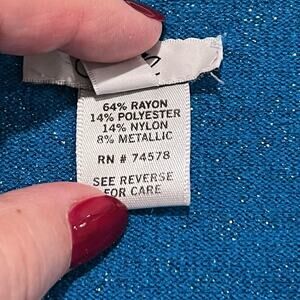 64% RAYON
14% POLYESTER
14% NYLON
8% METALLIC
RN # 74578
SEE REVERSE
FOR CARE